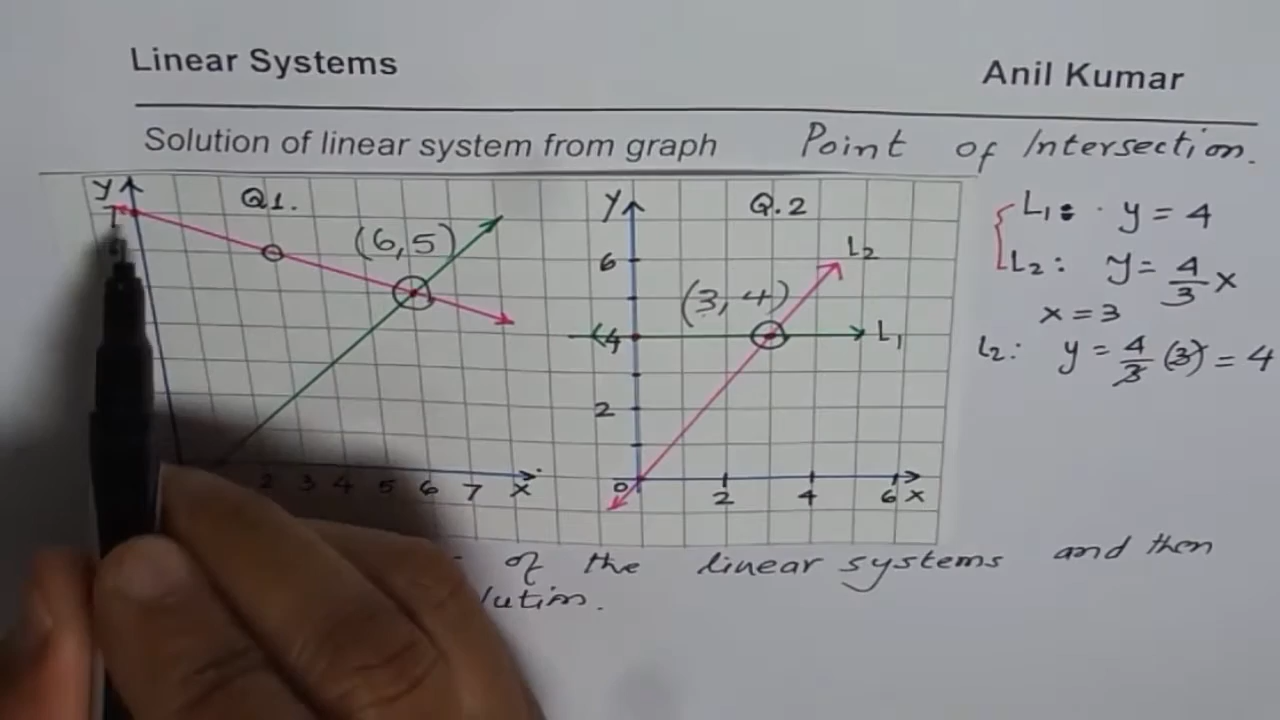 Linear Systems Anil Kumar
Solution of linear system from graph Point of Intersection.
y Q1. (6,5)
7
2 3 4 5 6 7 x
y Q.2 L2
6
(3, 4)
4 L1
2
0 2 4 6 x
L1: y = 4
L2: y = 4/3 x
x = 3
L2: y = 4/3 (3) = 4
of the linear systems and then